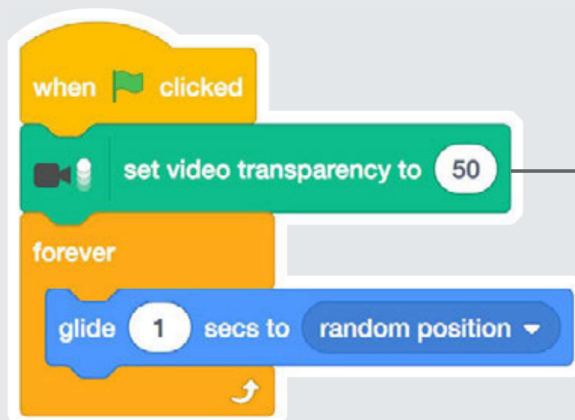 when clicked
set video transparency to 50
forever
glide 1 secs to random position